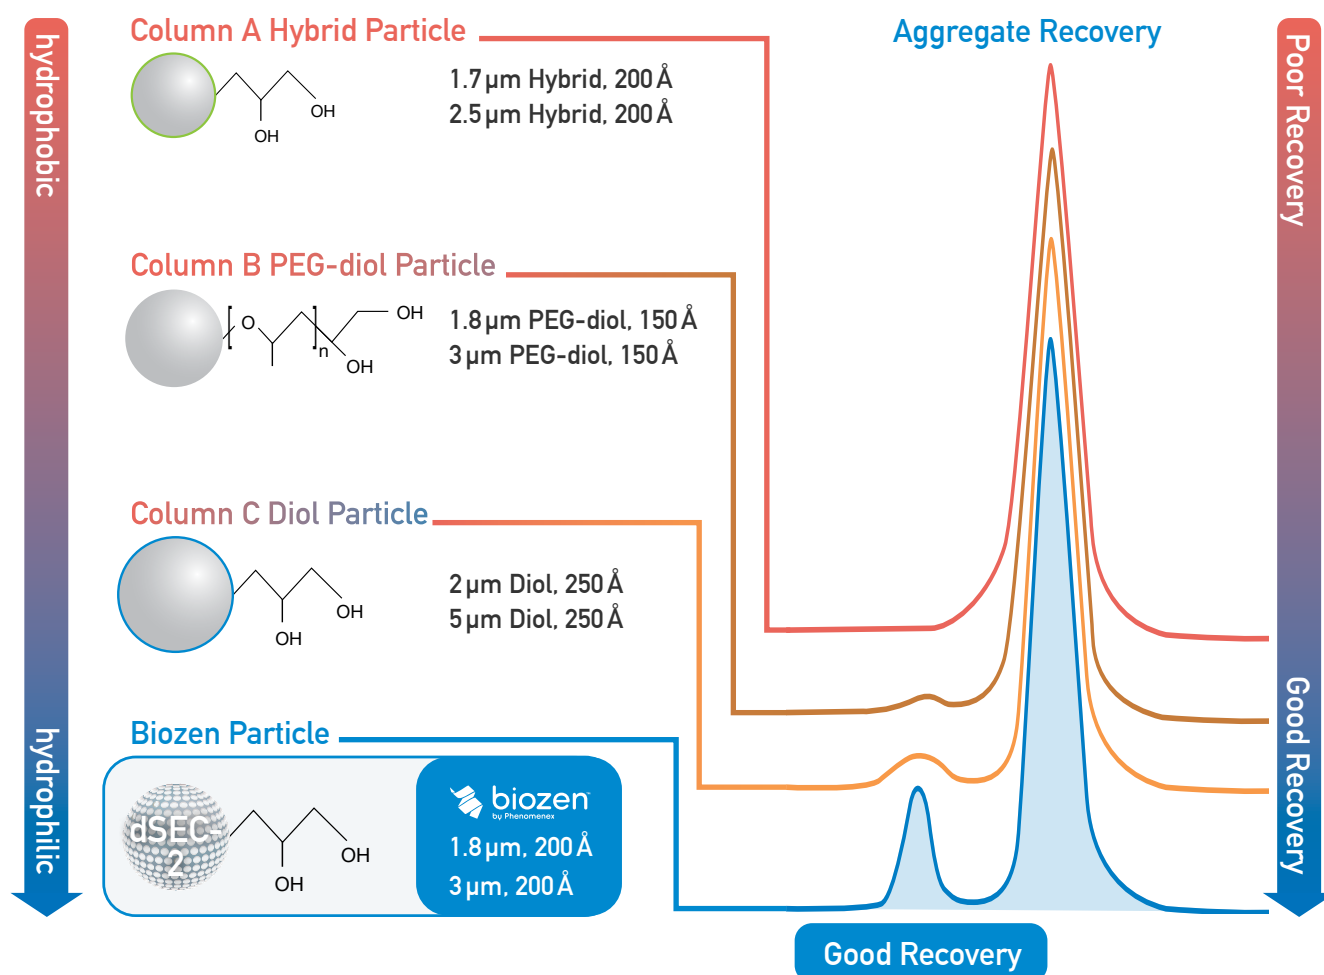 hydrophobic
hydrophilic
Column A Hybrid Particle
OH
OH
1.7 µm Hybrid, 200 Å
2.5 µm Hybrid, 200 Å
Column B PEG-diol Particle
O
n
OH
OH
1.8 µm PEG-diol, 150 Å
3 µm PEG-diol, 150 Å
Column C Diol Particle
OH
OH
2 µm Diol, 250 Å
5 µm Diol, 250 Å
Biozen Particle
dSEC-
2
OH
OH
biozen™
by Phenomenex
1.8 µm, 200 Å
3 µm, 200 Å
Aggregate Recovery
Good Recovery
Poor Recovery
Good Recovery